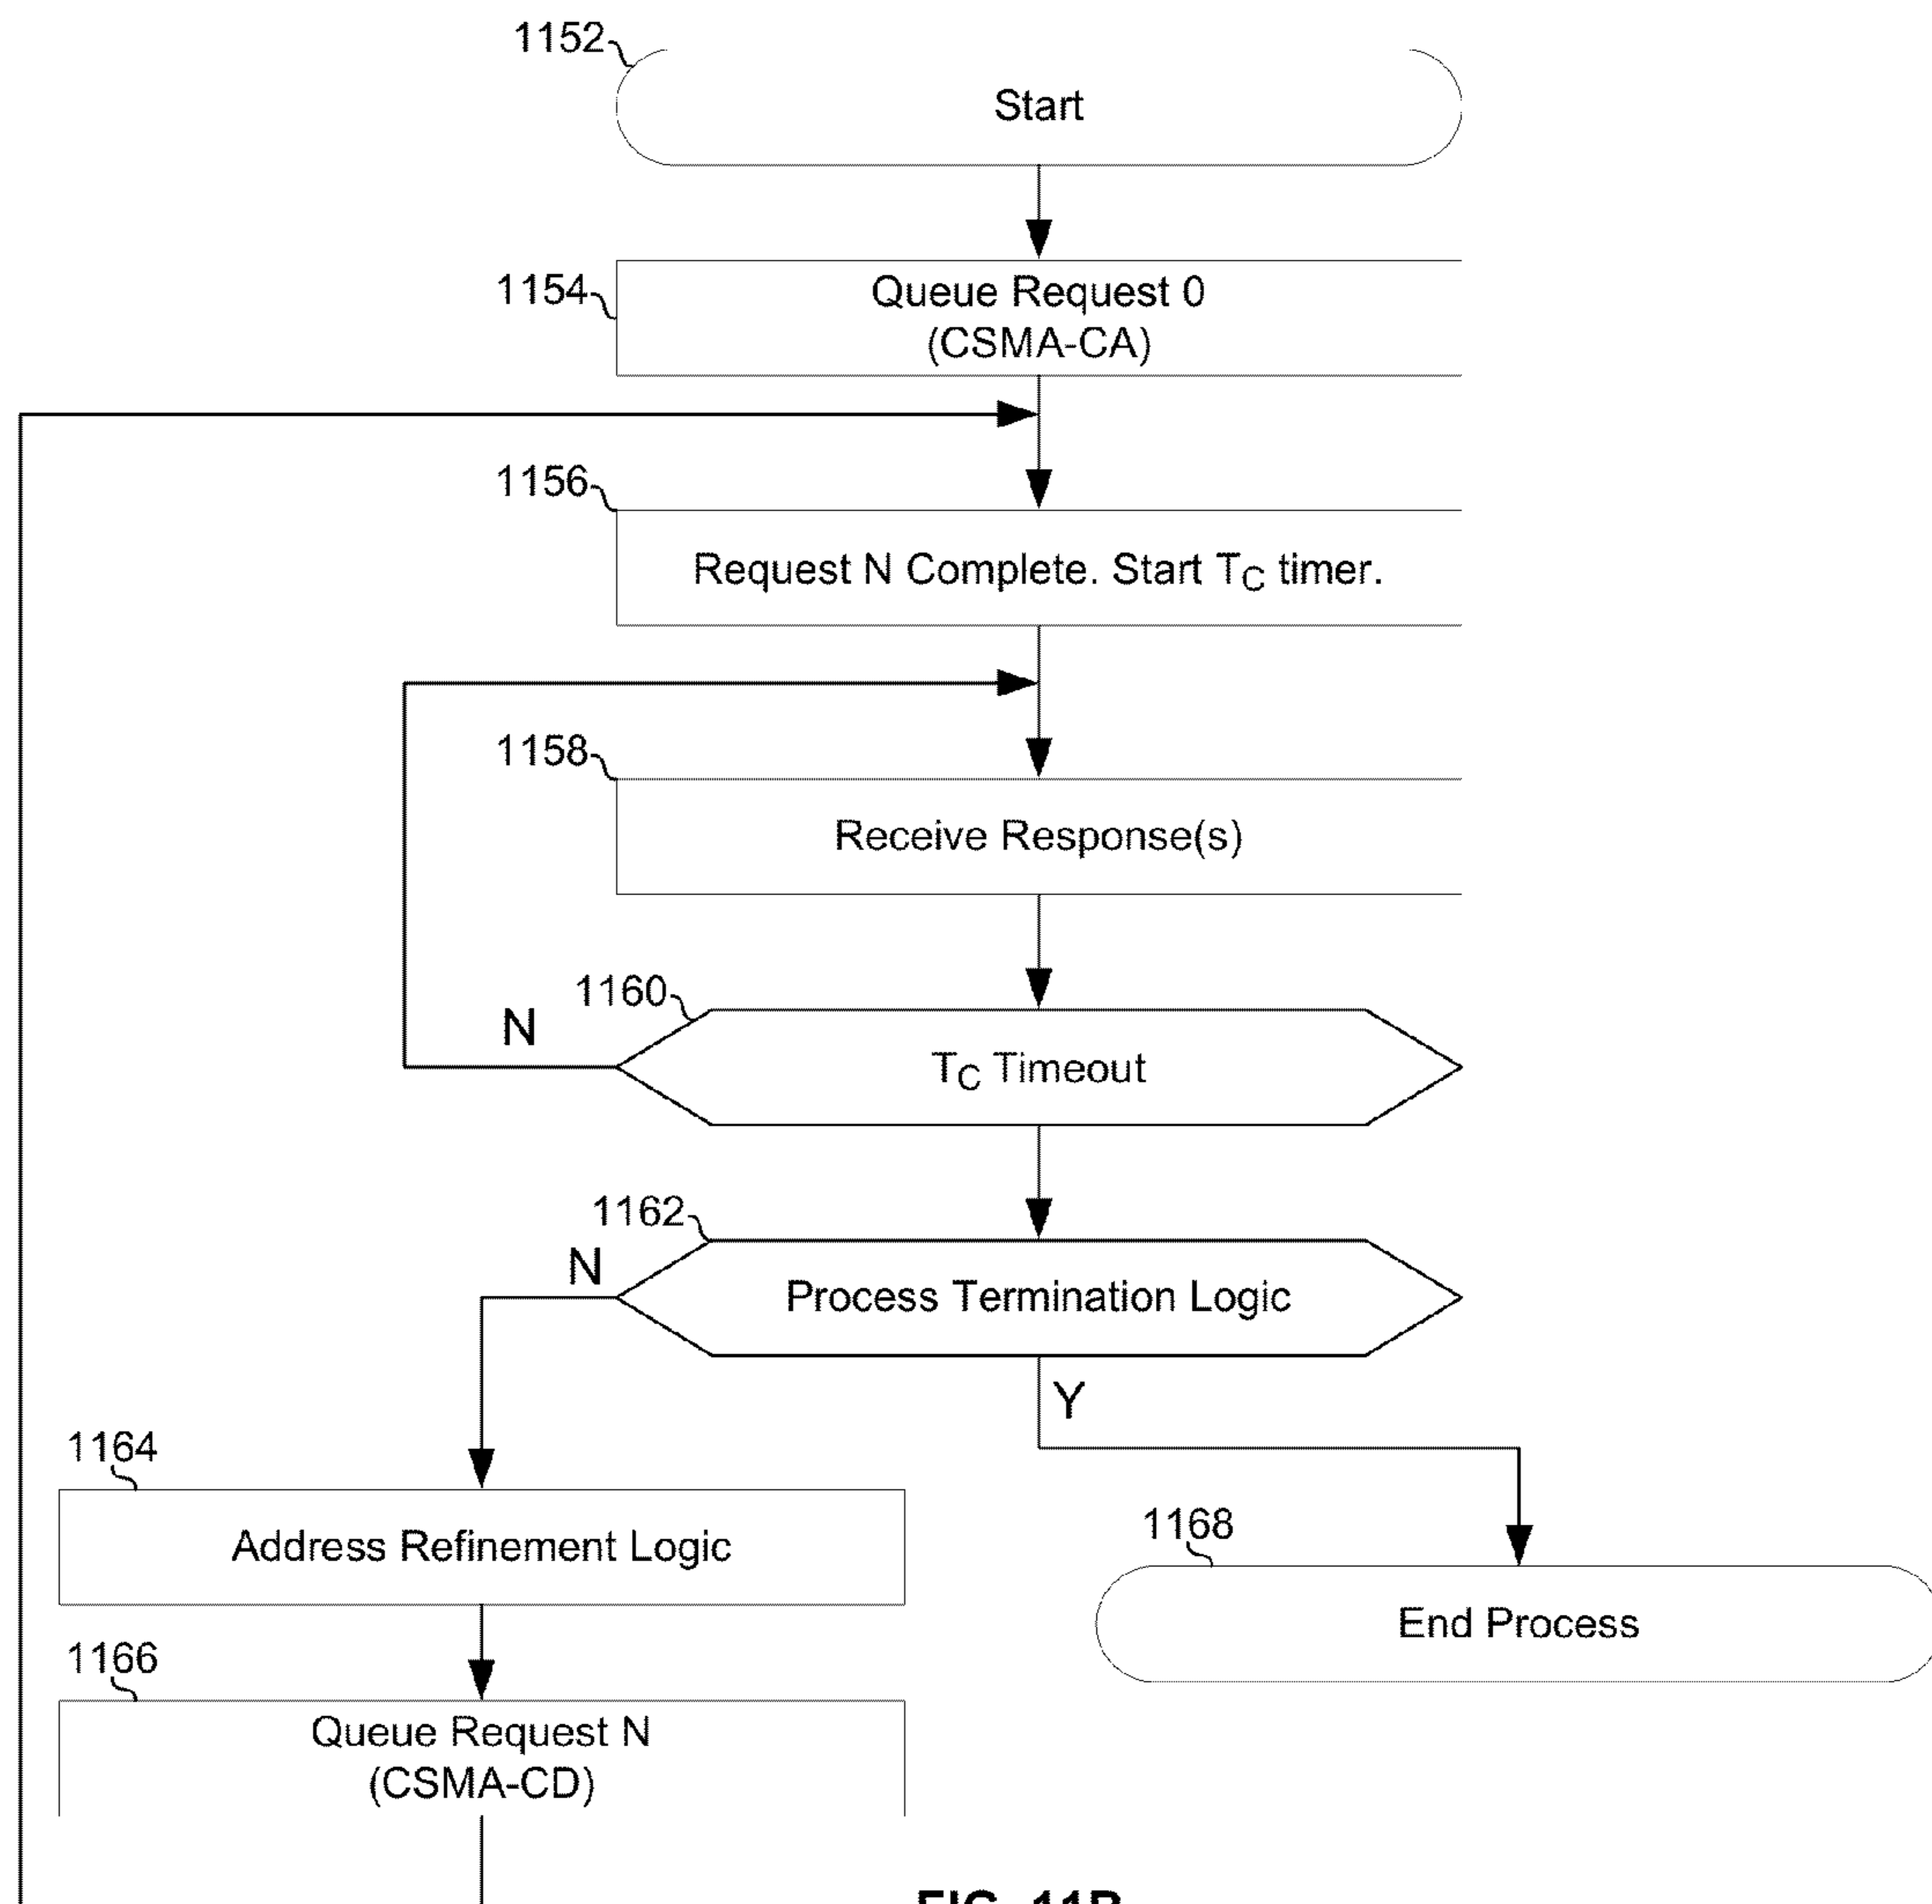 1152
Start
1154
Queue Request 0
(CSMA-CA)
1156
Request N Complete. Start TC timer.
1158
Receive Response(s)
1160
N
TC Timeout
1162
N
Process Termination Logic
Y
1164
Address Refinement Logic
1168
End Process
1166
Queue Request N
(CSMA-CD)